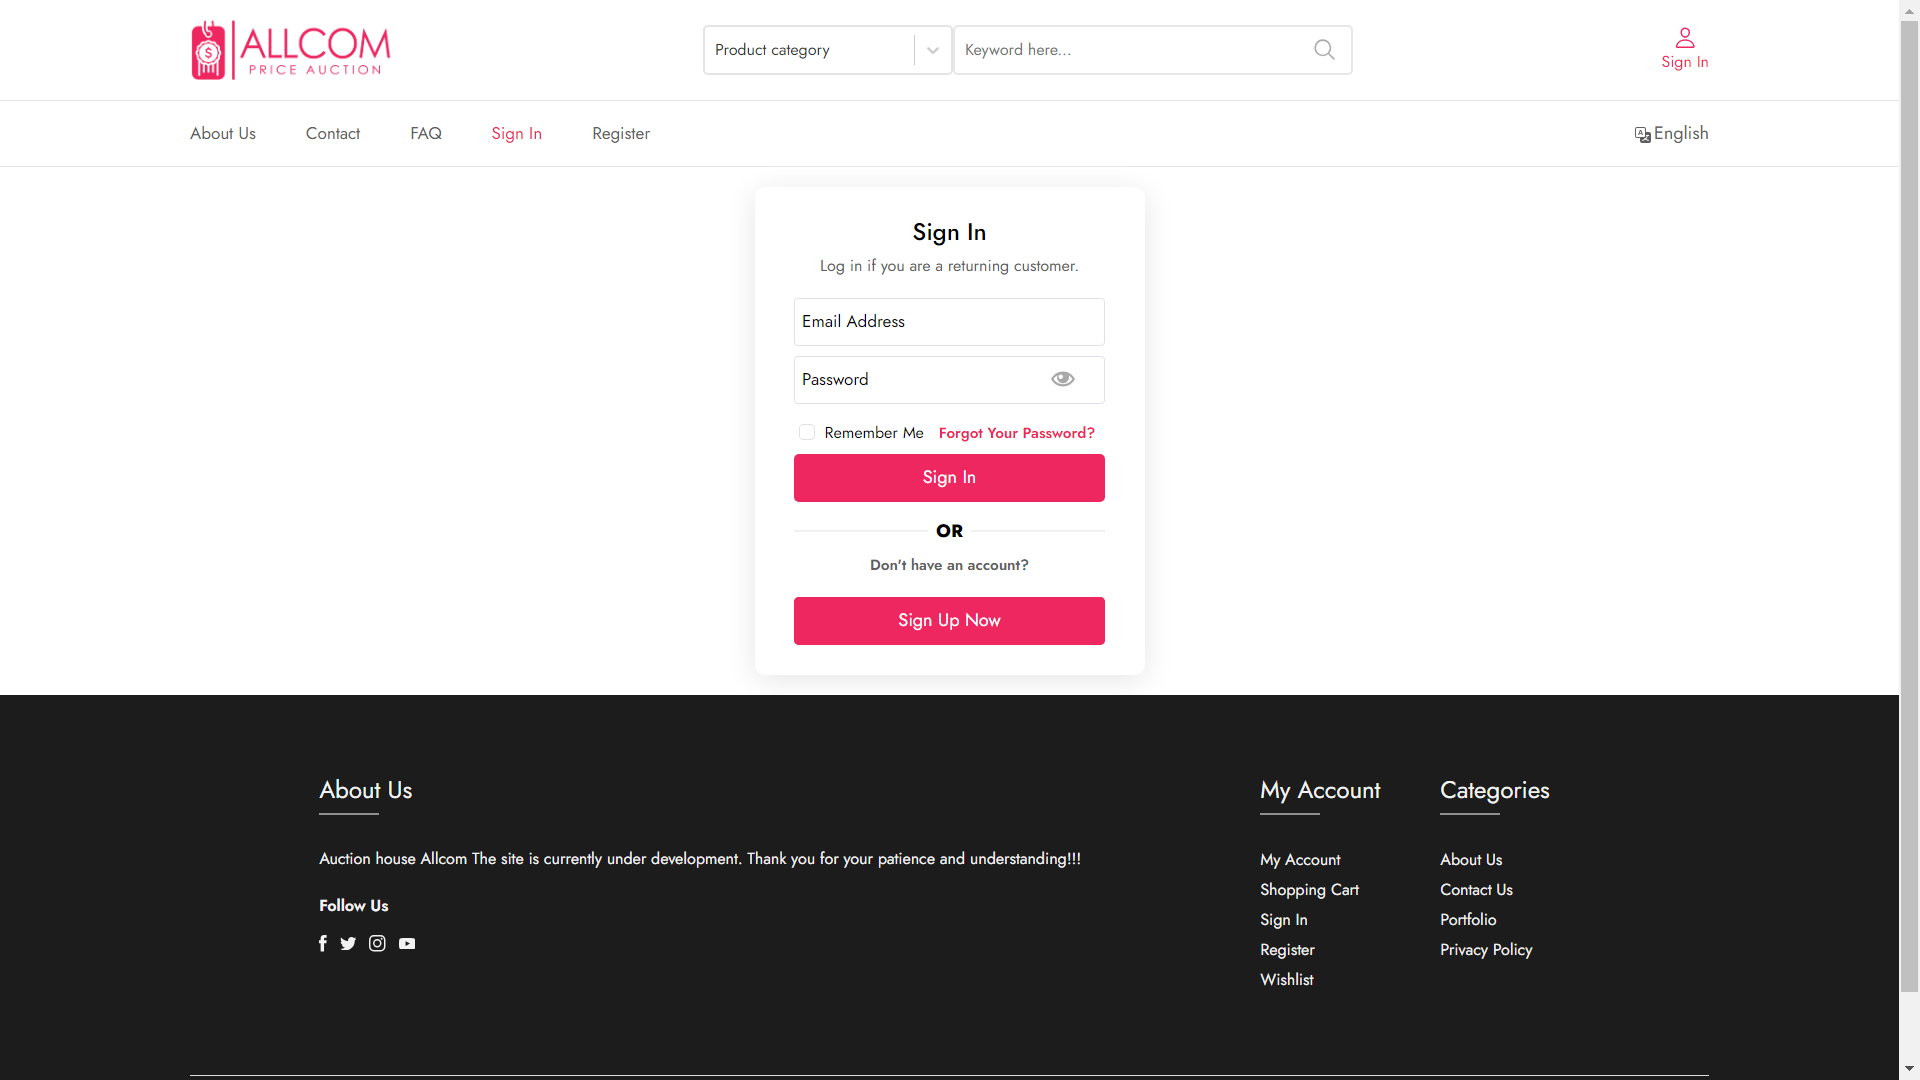 ALLCOM
PRICE AUCTION
Product category
Keyword here...
Sign In
About Us
Contact
FAQ
Sign In
Register
English
Sign In
Log in if you are a returning customer.
Email Address
Password
Remember Me
Forgot Your Password?
Sign In
OR
Don't have an account?
Sign Up Now
About Us
Auction house Allcom The site is currently under development. Thank you for your patience and understanding!!!
Follow Us
My Account
My Account
Shopping Cart
Sign In
Register
Wishlist
Categories
About Us
Contact Us
Portfolio
Privacy Policy